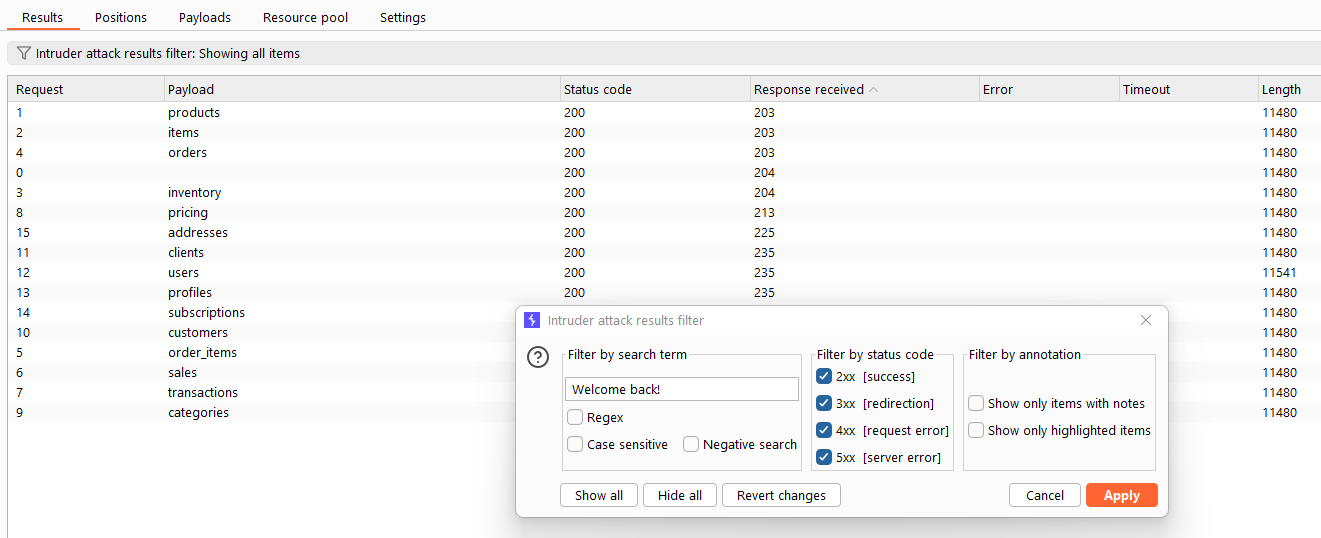 Results Positions Payloads Resource pool Settings
Intruder attack results filter: Showing all items
Request Payload Status code Response received Error Timeout Length
1 products 200 203 11480
2 items 200 203 11480
4 orders 200 203 11480
0 200 204 11480
3 inventory 200 204 11480
8 pricing 200 213 11480
15 addresses 200 225 11480
11 clients 200 235 11480
12 users 200 235 11541
13 profiles 200 235 11480
14 subscriptions 11480
10 customers 11480
5 order_items 11480
6 sales 11480
7 transactions 11480
9 categories 11480
Intruder attack results filter
?
Filter by search term
Welcome back!
Regex
Case sensitive Negative search
Filter by status code
2xx [success]
3xx [redirection]
4xx [request error]
5xx [server error]
Filter by annotation
Show only items with notes
Show only highlighted items
Show all Hide all Revert changes Cancel Apply